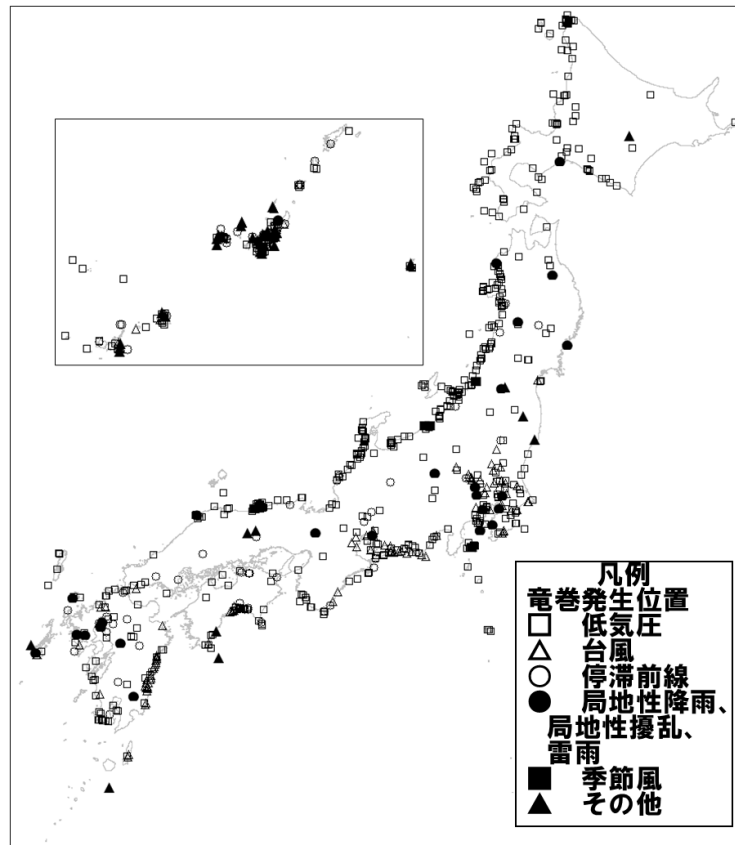 凡例
竜巻発生位置
低気圧
台風
停滞前線
局地性降雨、
局地性擾乱、
雷雨
季節風
その他